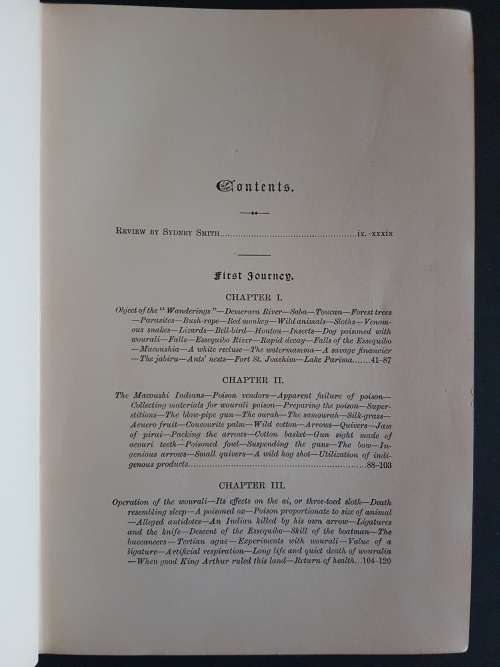 Contents.
REVIEW BY SYDNEY SMITH..................................................ix.-xxxix
First Journey.
CHAPTER I.
Object of the "Wanderings"—Demerara River—Saba—Toucan—Forest trees
—Parasites—Bush-rope—Red monkey—Wild animals—Sloths—Venom-
ous snakes—Lizards—Bell-bird—Houtou—Insects—Dog poisoned with
wourali—Falls—Essequibo River—Rapid decay—Falls of the Essequibo
—Macoushia—A white recluse—The watermamma—A savage financier
—The jabiru—Ants' nests—Fort St. Joachim—Lake Parima......41-87
CHAPTER II.
The Macoushi Indians—Poison vendors—Apparent failure of poison—
Collecting materials for wourali poison—Preparing the poison—Super-
stitions—The blow-pipe gun—The ourah—The samourah—Silk-grass—
Acuero fruit—Coucourite palm—Wild cotton—Arrows—Quivers—Jaw
of pirai—Packing the arrows—Cotton basket—Gun sight made of
acouri teeth—Poisoned fowl—Suspending the guns—The bow—In-
genious arrows—Small quivers—A wild hog shot—Utilization of indi-
genous products..................................................................88-103
CHAPTER III.
Operation of the wourali—Its effects on the ai, or three-toed sloth—Death
resembling sleep—A poisoned ox—Poison proportionate to size of animal
—Alleged antidotes—An Indian killed by his own arrow—Ligatures
and the knife—Descent of the Essequibo—Skill of the boatman—The
buccaneers—Tertian ague—Experiments with wourali—Value of a
ligature—Artificial respiration—Long life and quiet death of wouralia
—When good King Arthur ruled this land—Return of health...104-120